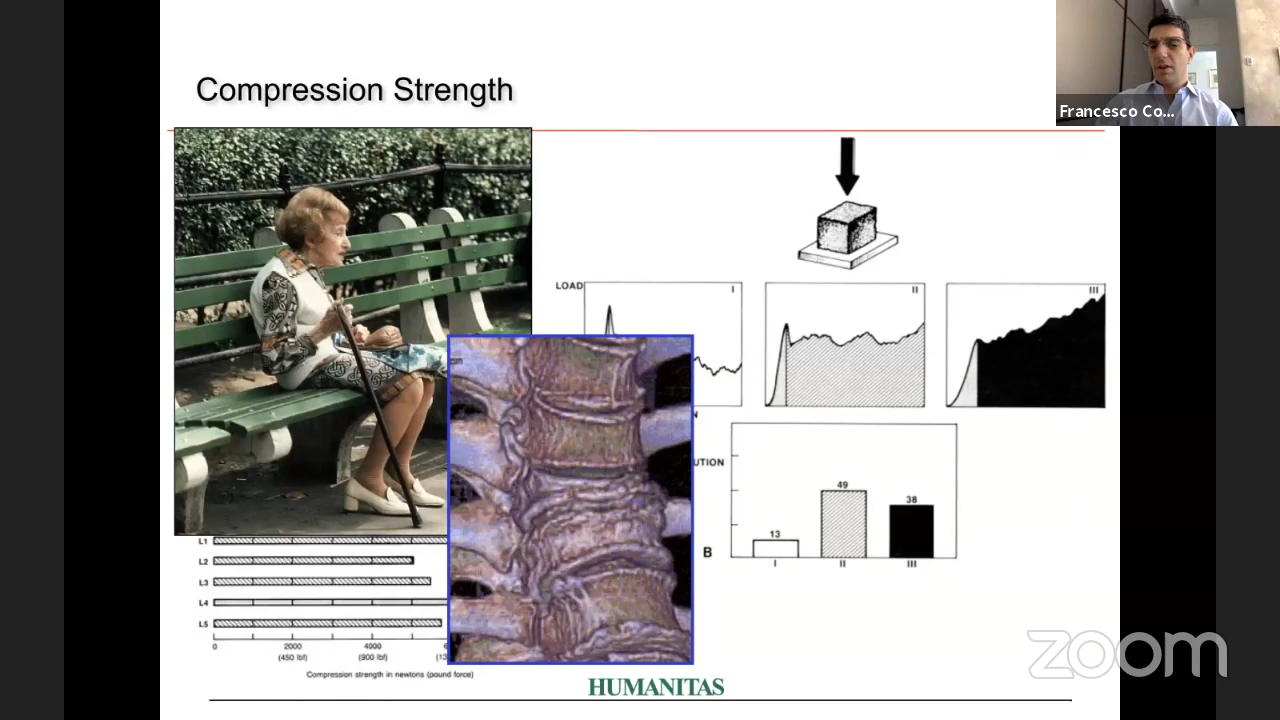 Francesco Co...
Compression Strength
LOAD
I
II
III
UTION
49
38
13
B
I
II
III
L1
L2
L3
L4
L5
0
2000
4000
(450 lbf)
(900 lbf)
Compression strength in newtons (pound force)
HUMANITAS
zoom